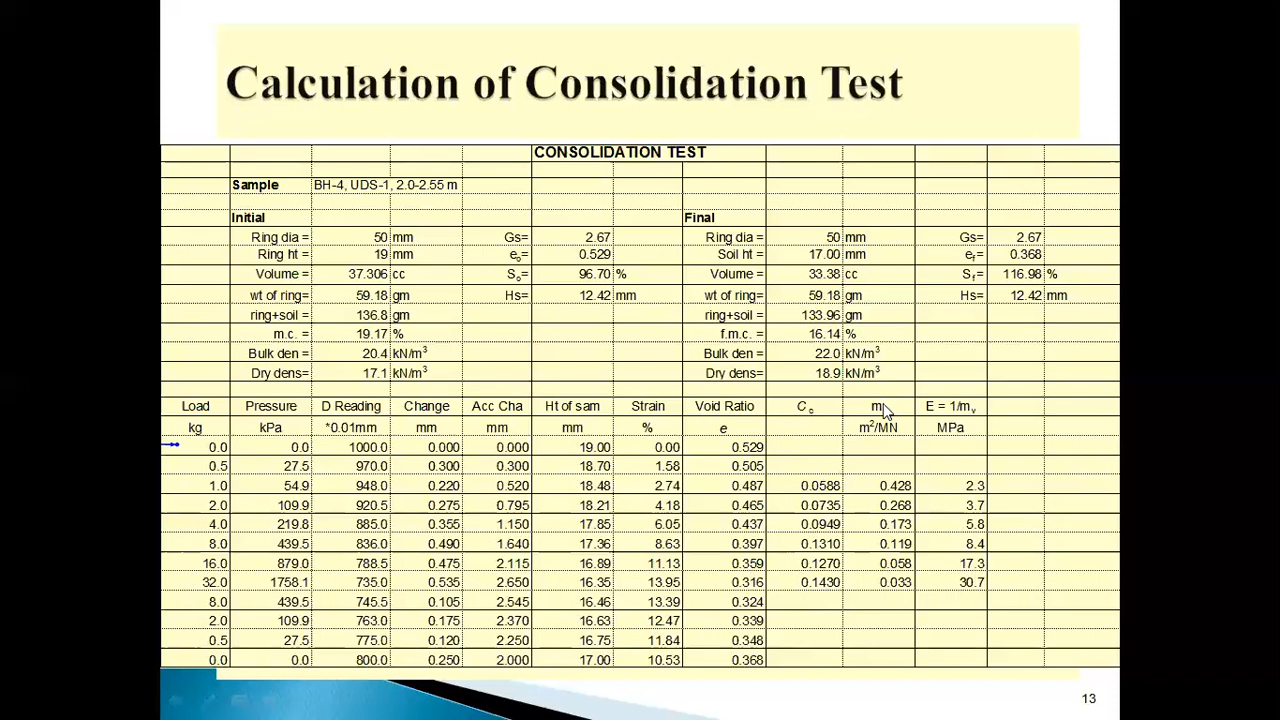 Calculation of Consolidation Test
CONSOLIDATION TEST
Sample BH-4, UDS-1, 2.0-2.55 m
Initial Final
Ring dia = 50 mm Gs= 2.67 Ring dia = 50 mm Gs= 2.67
Ring ht = 19 mm eo= 0.529 Soil ht = 17.00 mm ef= 0.368
Volume = 37.306 cc So= 96.70 % Volume = 33.38 cc Sf= 116.98 %
wt of ring= 59.18 gm Hs= 12.42 mm wt of ring= 59.18 gm Hs= 12.42 mm
ring+soil = 136.8 gm ring+soil = 133.96 gm
m.c. = 19.17 % f.m.c. = 16.14 %
Bulk den = 20.4 kN/m³ Bulk den = 22.0 kN/m³
Dry dens= 17.1 kN/m³ Dry dens= 18.9 kN/m³
Load Pressure D Reading Change Acc Cha Ht of sam Strain Void Ratio Cc m E = 1/mv
kg kPa *0.01mm mm mm mm % e m²/MN MPa
0.0 0.0 1000.0 0.000 0.000 19.00 0.00 0.529
0.5 27.5 970.0 0.300 0.300 18.70 1.58 0.505
1.0 54.9 948.0 0.220 0.520 18.48 2.74 0.487 0.0588 0.428 2.3
2.0 109.9 920.5 0.275 0.795 18.21 4.18 0.465 0.0735 0.268 3.7
4.0 219.8 885.0 0.355 1.150 17.85 6.05 0.437 0.0949 0.173 5.8
8.0 439.5 836.0 0.490 1.640 17.36 8.63 0.397 0.1310 0.119 8.4
16.0 879.0 788.5 0.475 2.115 16.89 11.13 0.359 0.1270 0.058 17.3
32.0 1758.1 735.0 0.535 2.650 16.35 13.95 0.316 0.1430 0.033 30.7
8.0 439.5 745.5 0.105 2.545 16.46 13.39 0.324
2.0 109.9 763.0 0.175 2.370 16.63 12.47 0.339
0.5 27.5 775.0 0.120 2.250 16.75 11.84 0.348
0.0 0.0 800.0 0.250 2.000 17.00 10.53 0.368
13